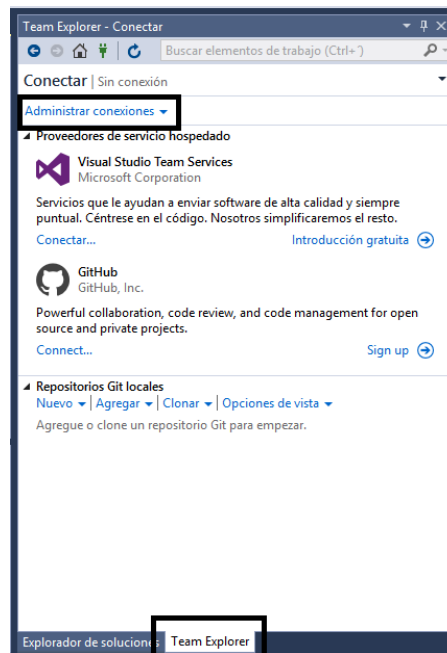 Team Explorer - Conectar
Buscar elementos de trabajo (Ctrl+´)
Conectar | Sin conexión
Administrar conexiones
Proveedores de servicio hospedado
Visual Studio Team Services
Microsoft Corporation
Servicios que le ayudan a enviar software de alta calidad y siempre
puntual. Céntrese en el código. Nosotros simplificaremos el resto.
Conectar... Introducción gratuita
GitHub
GitHub, Inc.
Powerful collaboration, code review, and code management for open
source and private projects.
Connect... Sign up
Repositorios Git locales
Nuevo | Agregar | Clonar | Opciones de vista
Agregue o clone un repositorio Git para empezar.
Explorador de soluciones Team Explorer